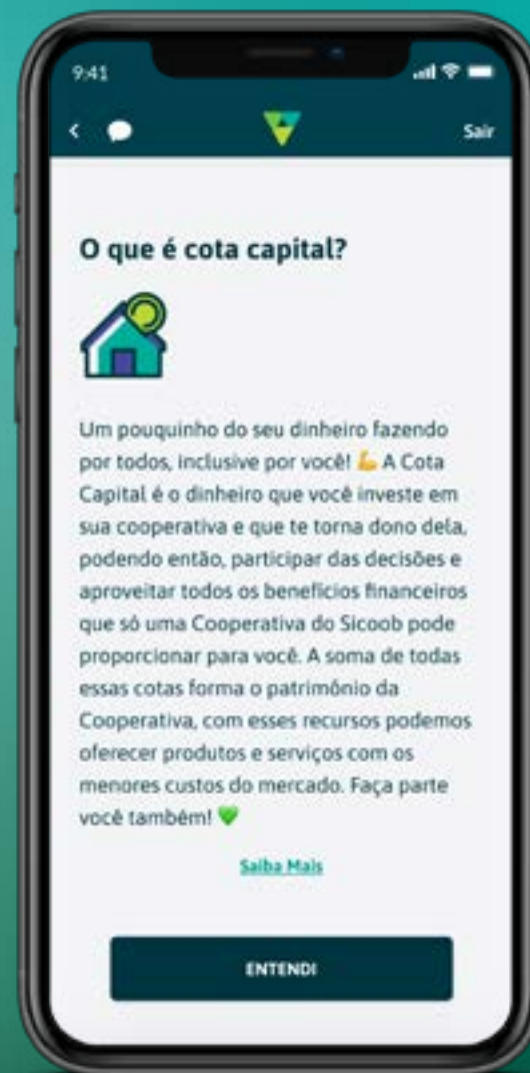 9:41
Sair
O que é cota capital?
Um pouquinho do seu dinheiro fazendo
por todos, inclusive por você! 💪 A Cota
Capital é o dinheiro que você investe em
sua cooperativa e que te torna dono dela,
podendo então, participar das decisões e
aproveitar todos os benefícios financeiros
que só uma Cooperativa do Sicoob pode
proporcionar para você. A soma de todas
essas cotas forma o patrimônio da
Cooperativa, com esses recursos podemos
oferecer produtos e serviços com os
menores custos do mercado. Faça parte
você também! 💚
Saiba Mais
ENTENDI